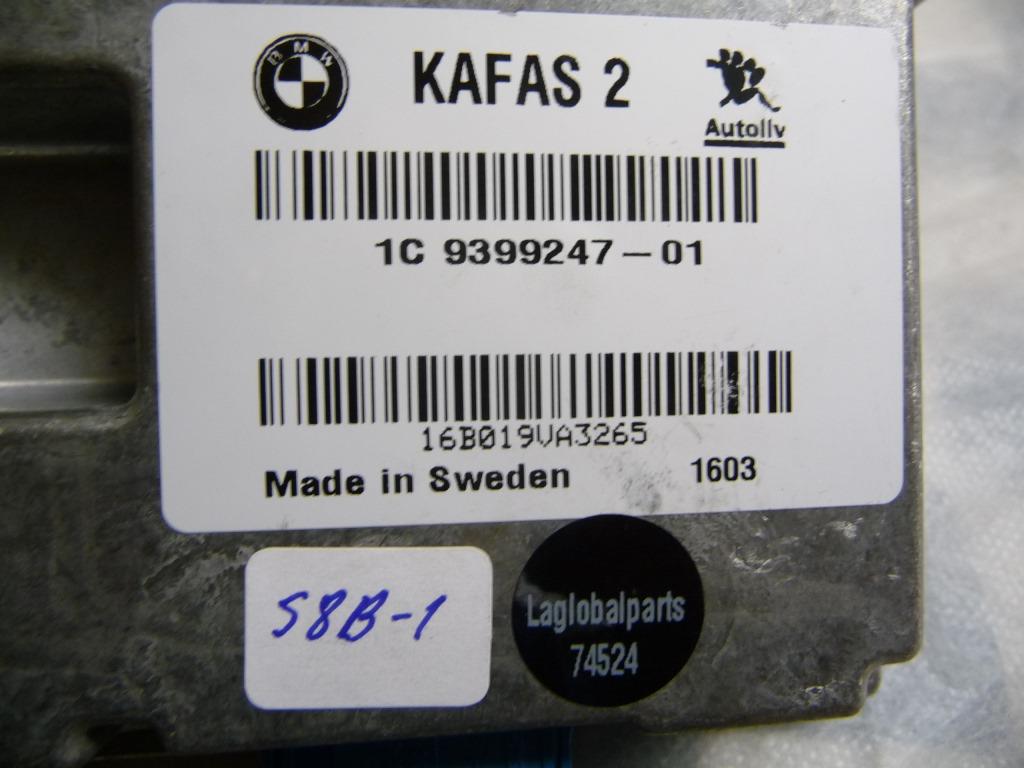 BMW
KAFAS 2
Autoliv
1C 9399247-01
16B019VA3265
Made in Sweden 1603
S8B-1
Laglobalparts
74524